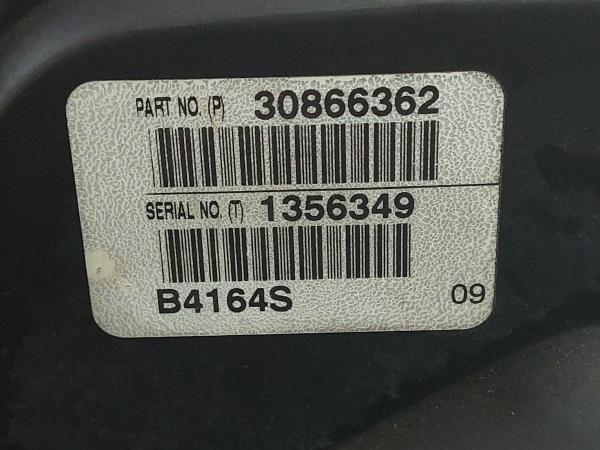 PART NO. (P) 30866362
SERIAL NO. (T) 1356349
B4164S 09